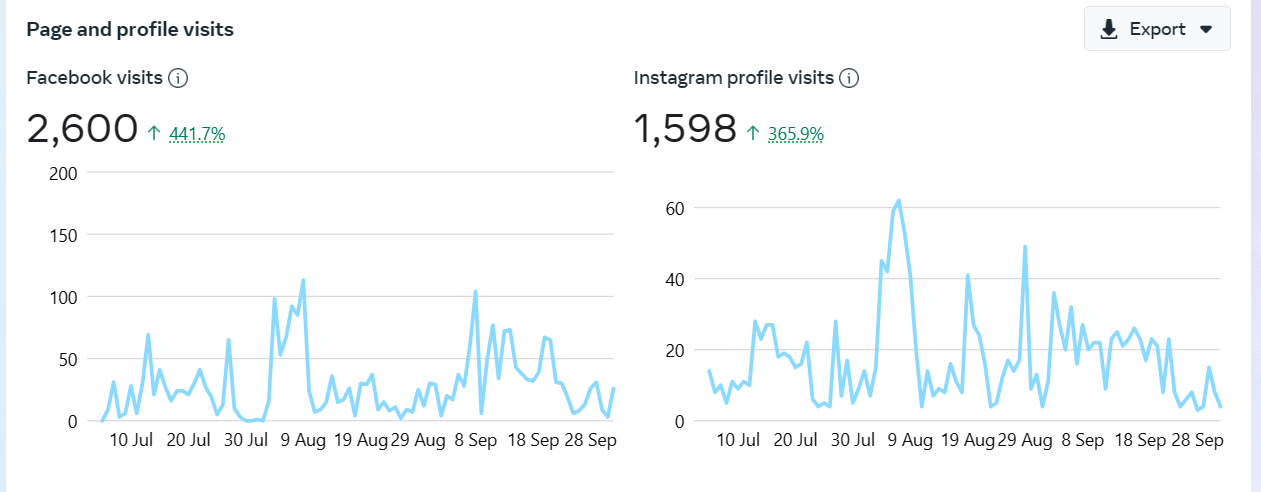 Page and profile visits
Export
Facebook visits
2,600 ↑ 441.7%
200
150
100
50
0
10 Jul 20 Jul 30 Jul 9 Aug 19 Aug 29 Aug 8 Sep 18 Sep 28 Sep
Instagram profile visits
1,598 ↑ 365.9%
60
40
20
0
10 Jul 20 Jul 30 Jul 9 Aug 19 Aug 29 Aug 8 Sep 18 Sep 28 Sep